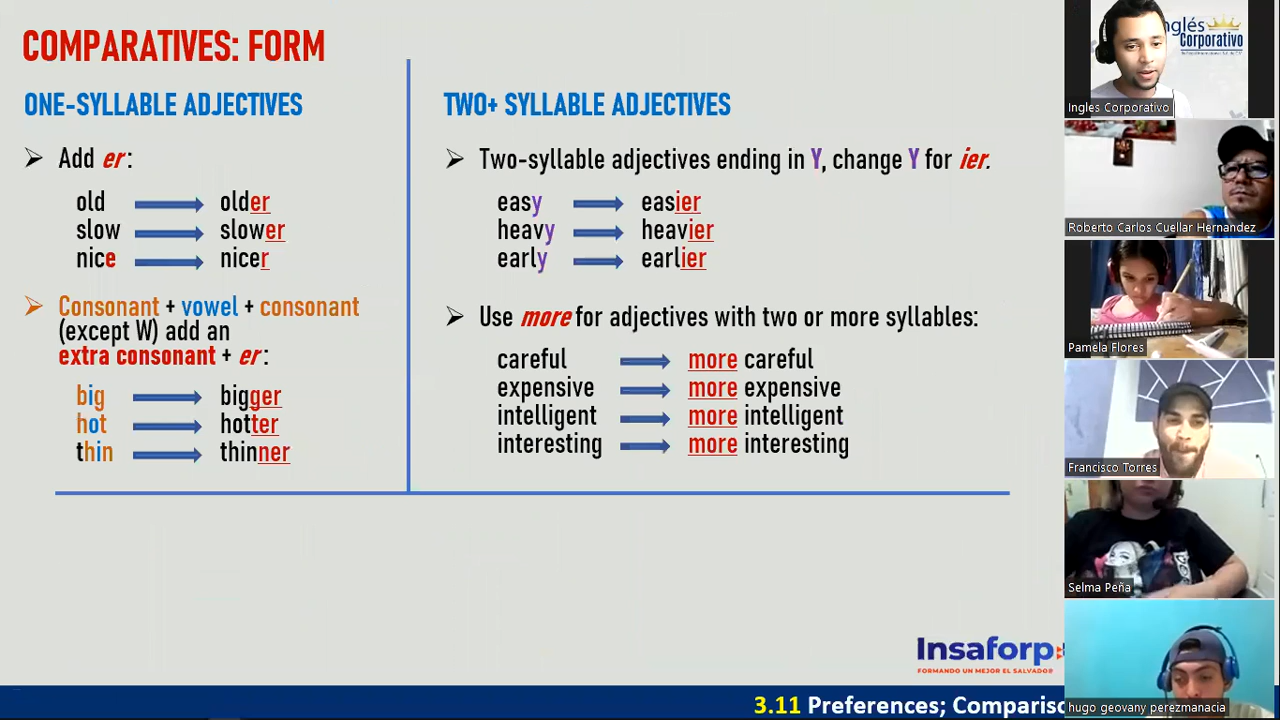 COMPARATIVES: FORM
ONE-SYLLABLE ADJECTIVES
Add er:
old older
slow slower
nice nicer
Consonant + vowel + consonant
(except W) add an
extra consonant + er:
big bigger
hot hotter
thin thinner
TWO+ SYLLABLE ADJECTIVES
Two-syllable adjectives ending in Y, change Y for ier.
easy easier
heavy heavier
early earlier
Use more for adjectives with two or more syllables:
careful more careful
expensive more expensive
intelligent more intelligent
interesting more interesting
Insaforp
FORMANDO UN MEJOR EL SALVADOR
3.11 Preferences;
Inglés
Corporativo
Ingles Corporativo
Roberto Carlos Cuellar Hernandez
Pamela Flores
Francisco Torres
Selma Peña
hugo geovany perezmanacia